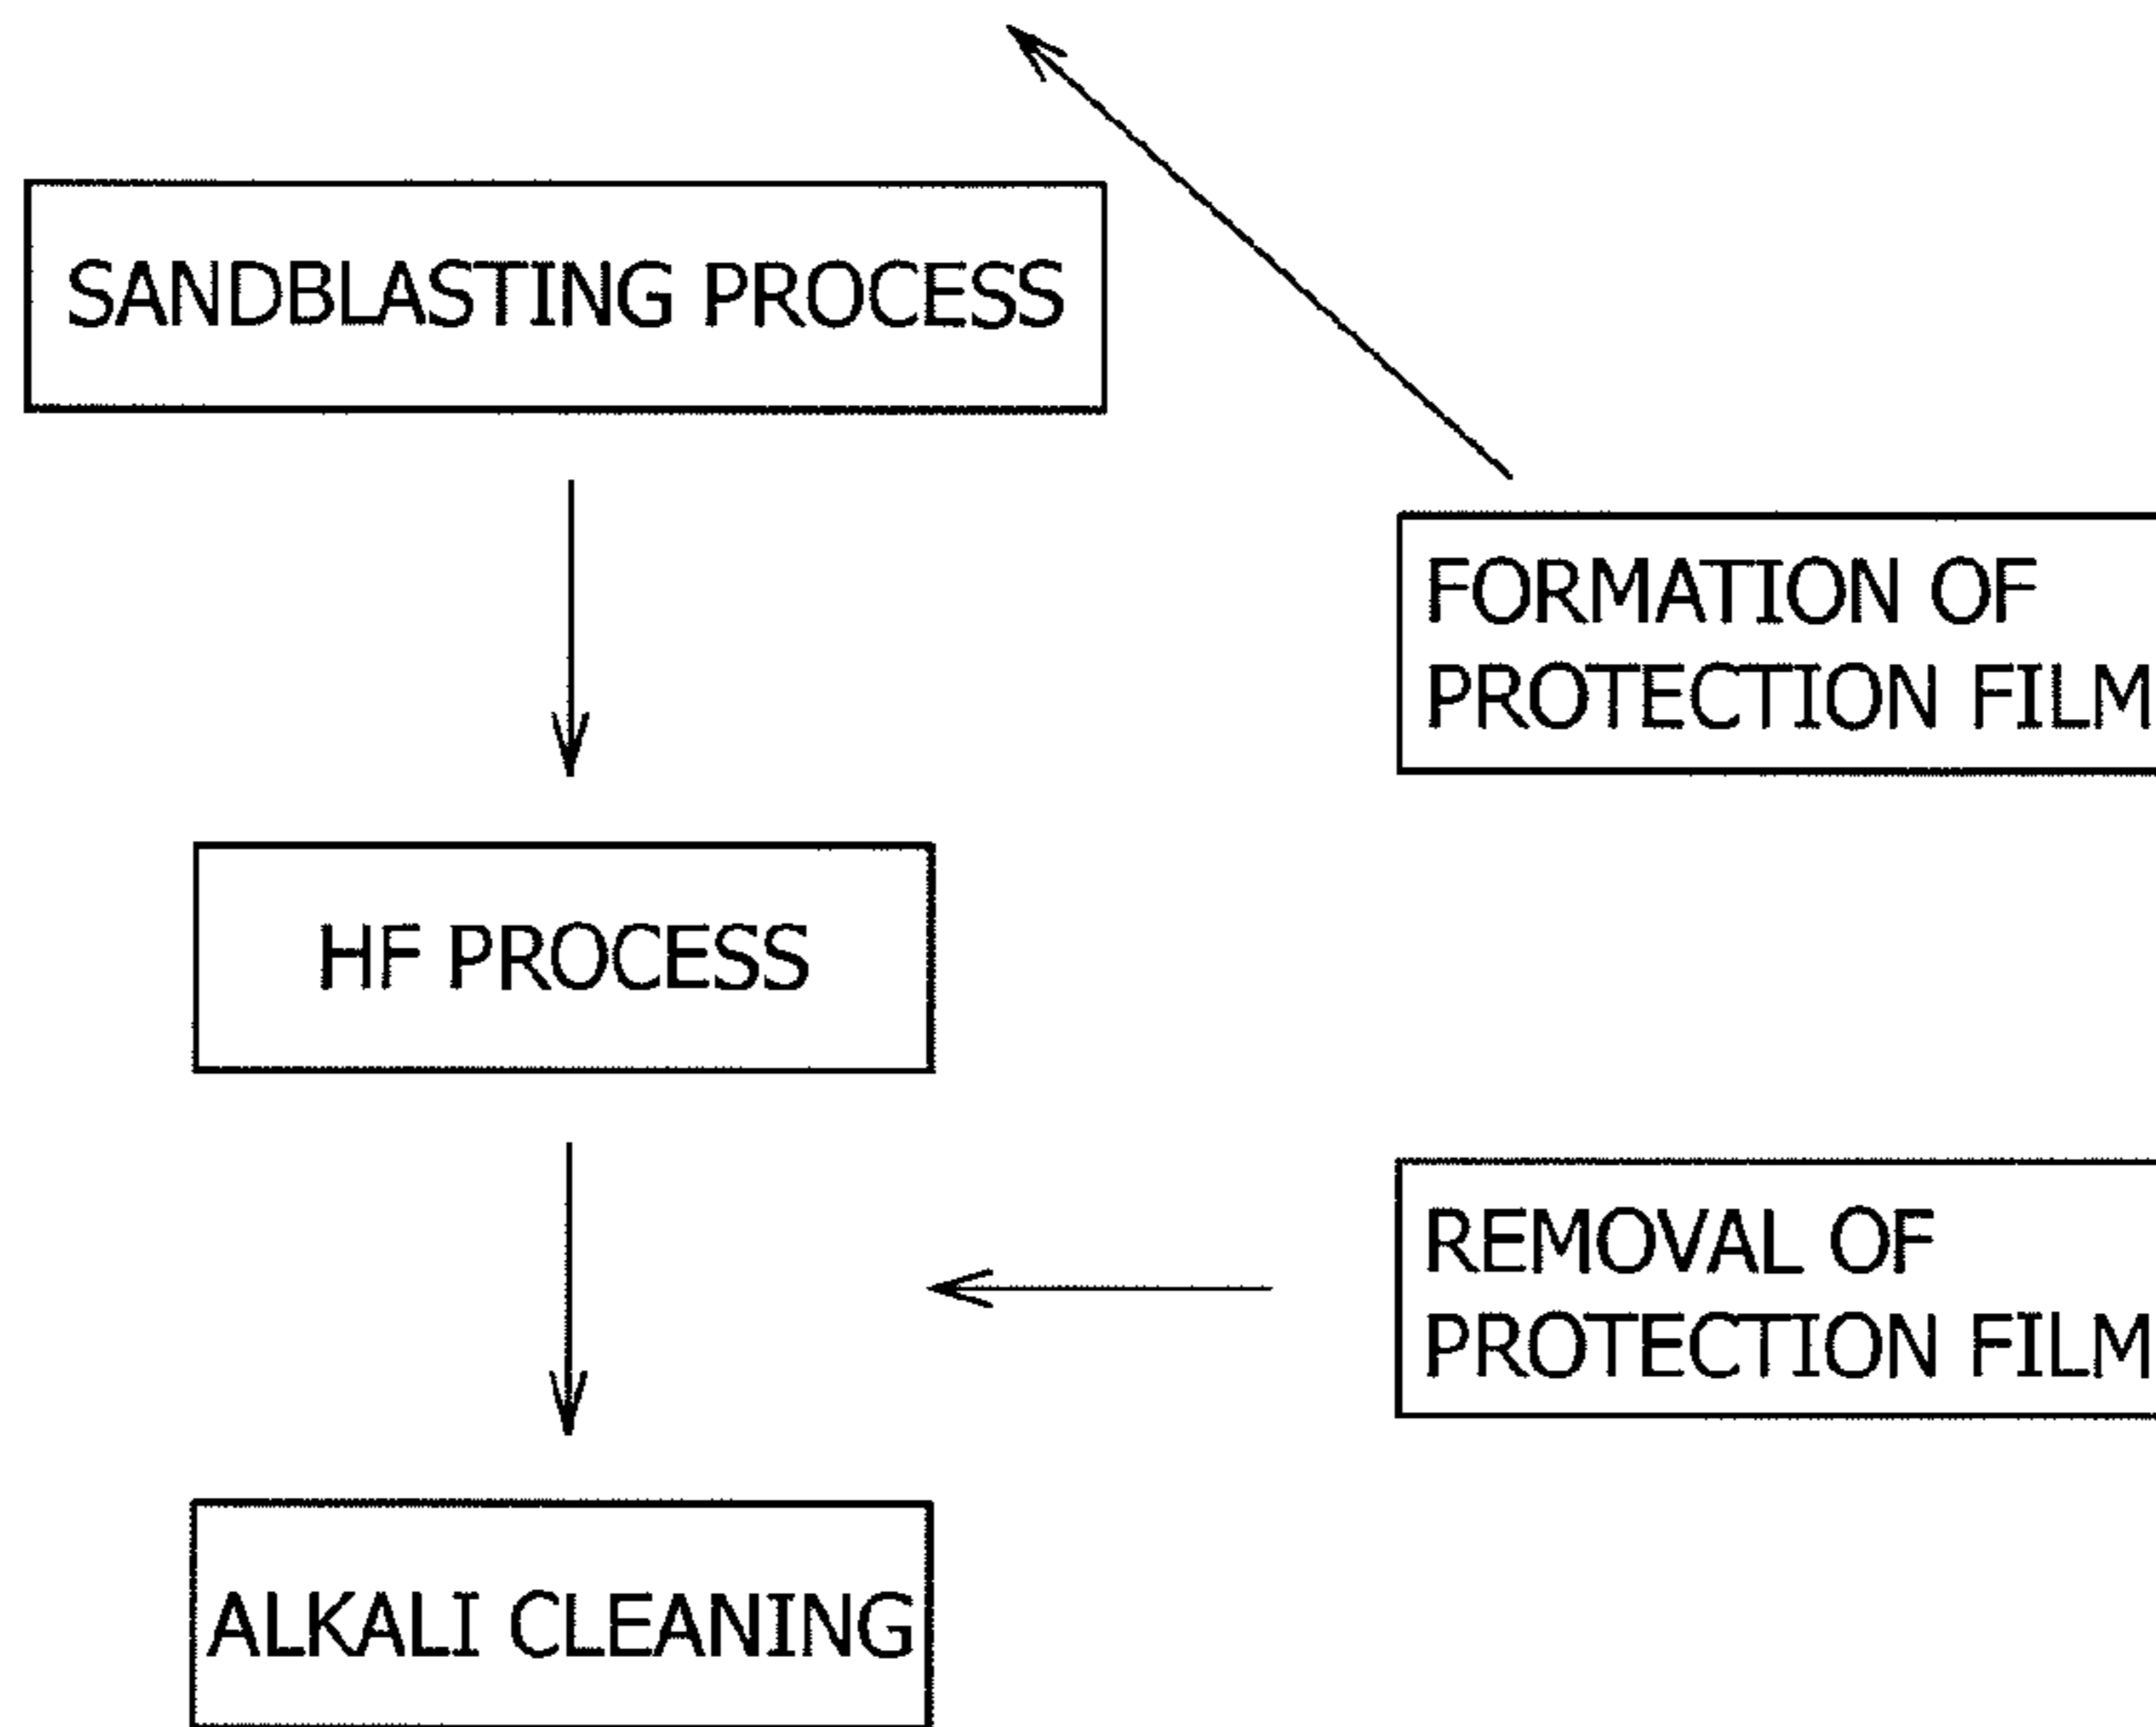 SANDBLASTING PROCESS
FORMATION OF
PROTECTION FILM
HF PROCESS
REMOVAL OF
PROTECTION FILM
ALKALI CLEANING